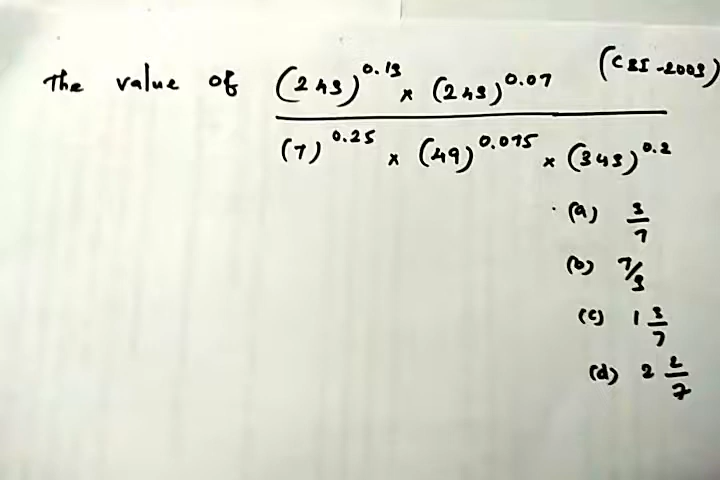 The value of (243)^0.13 × (243)^0.07 (CBI-2003)
(7)^0.25 × (49)^0.075 × (343)^0.2
(a) 3/7
(b) 7/3
(c) 1 3/7
(d) 2 2/7